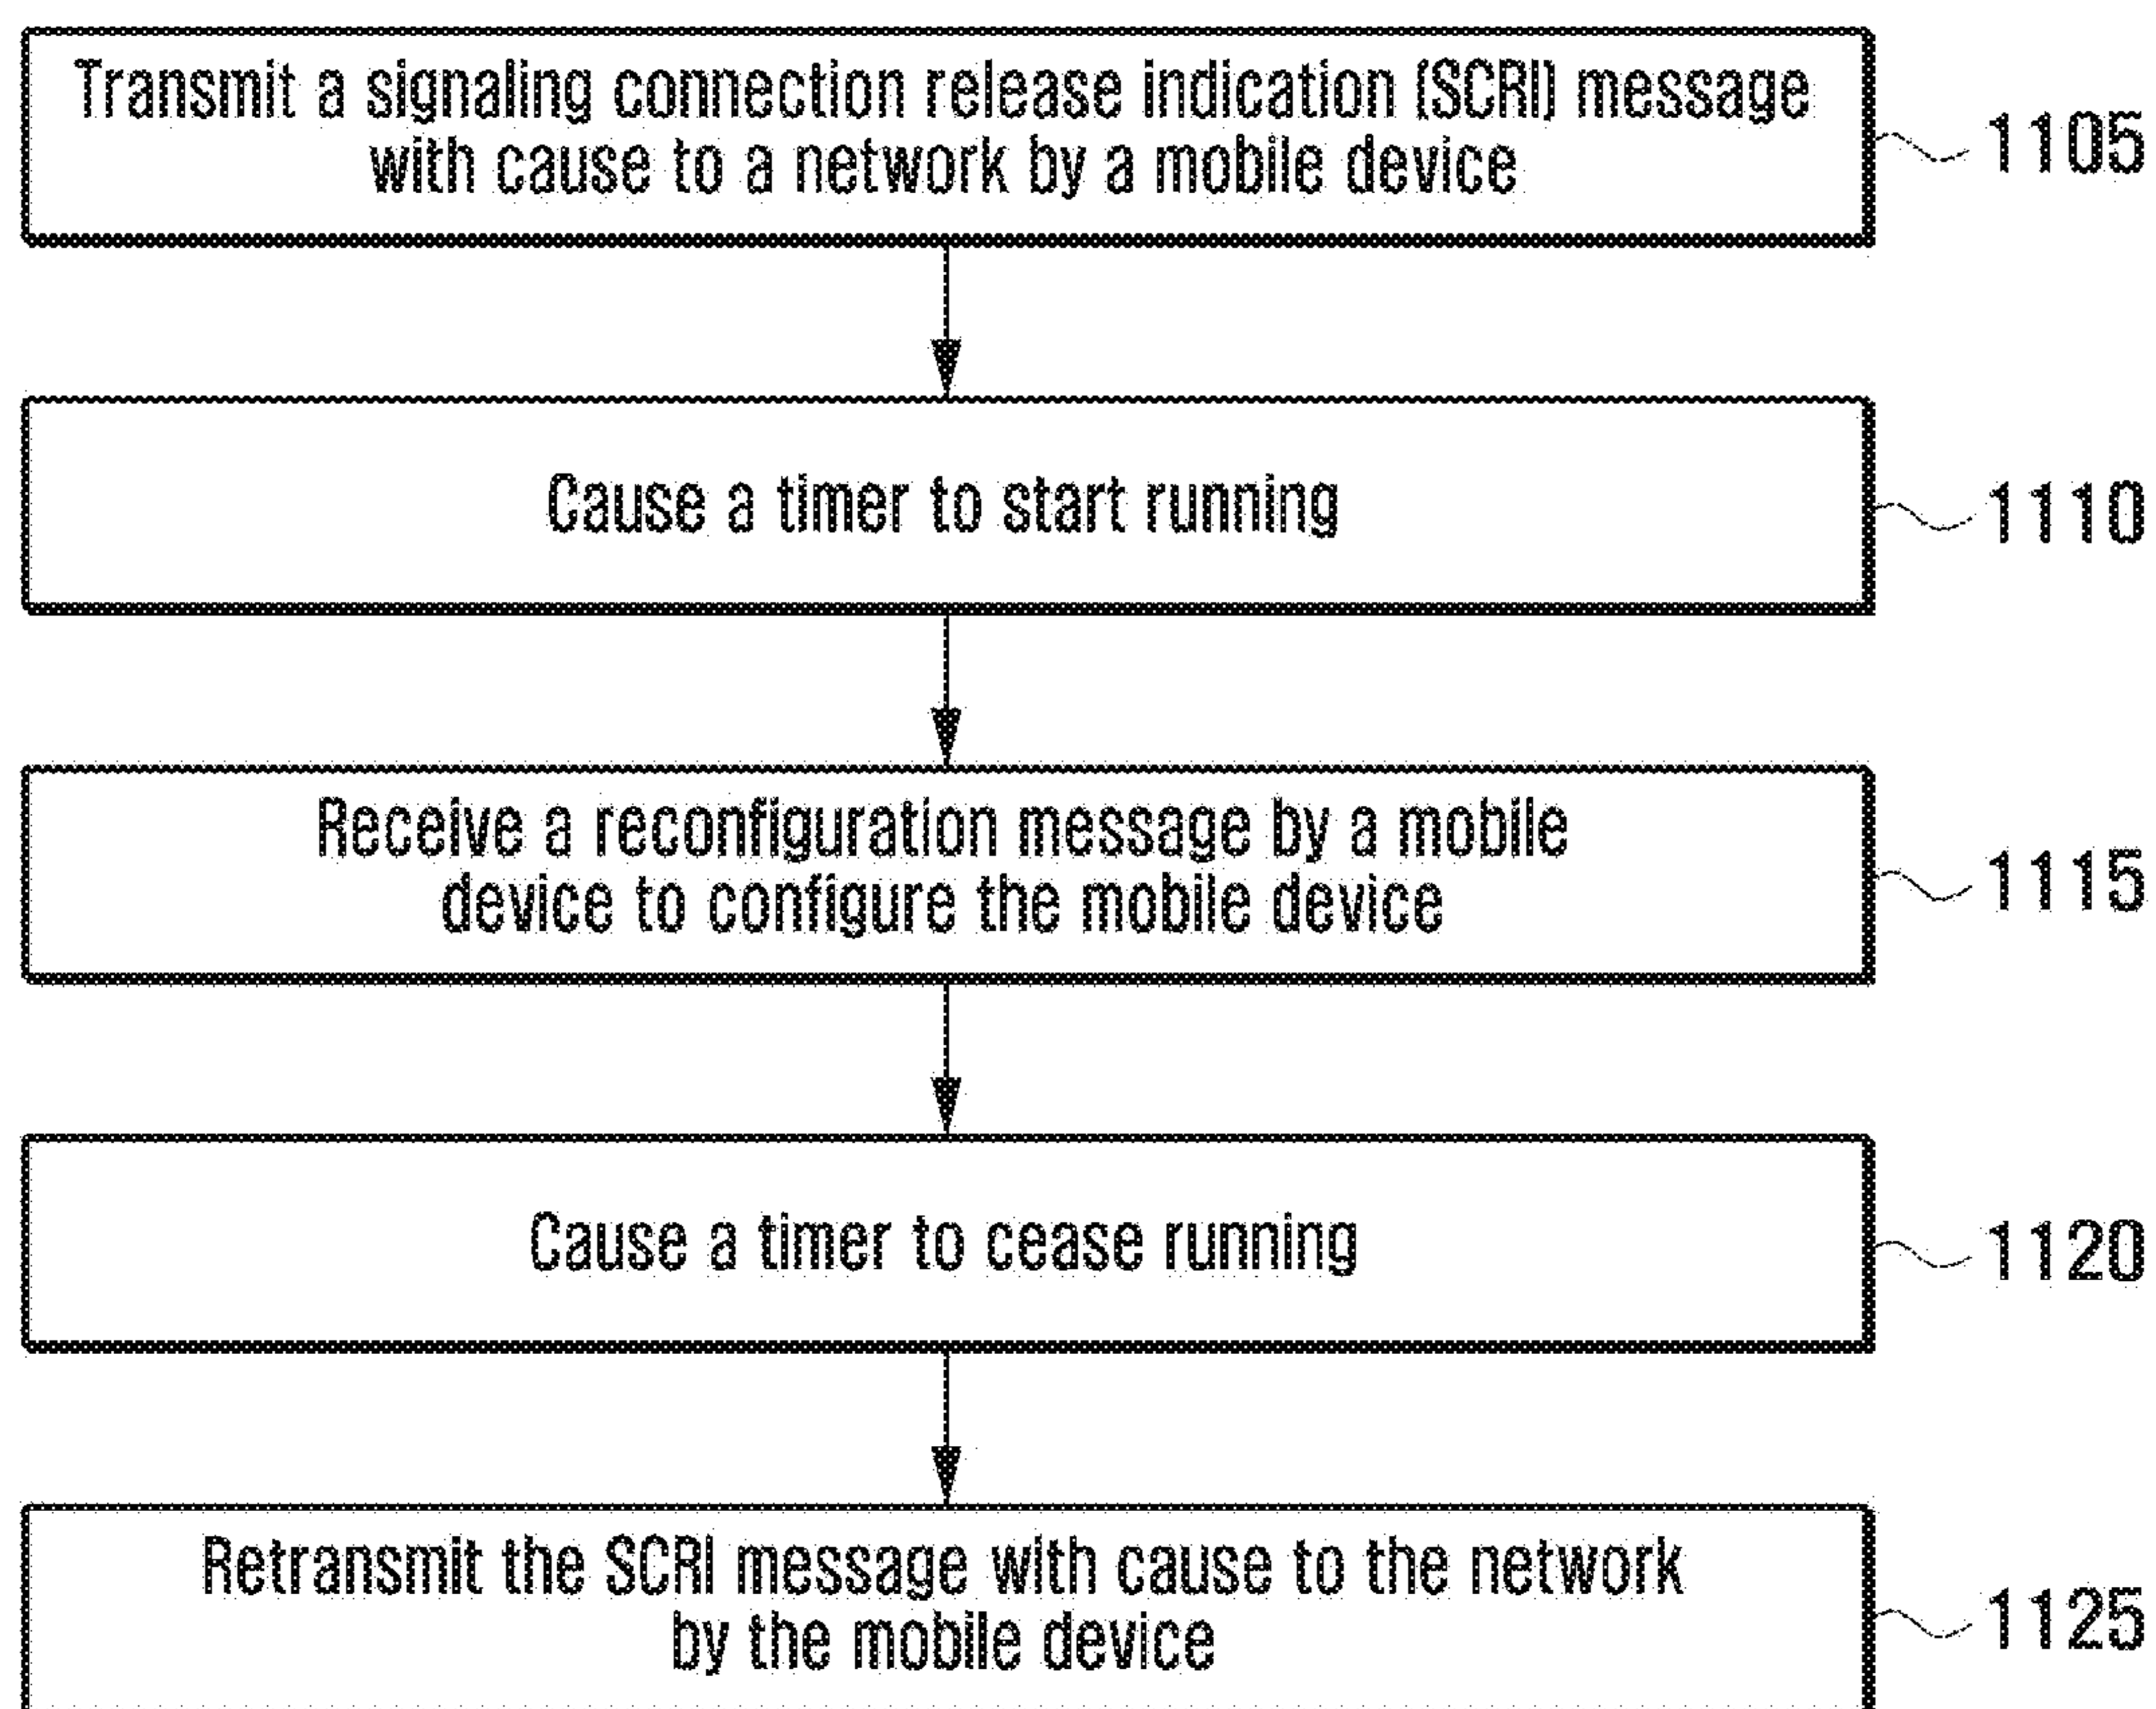 Transmit a signaling connection release indication (SCRI) message
with cause to a network by a mobile device
1105
Cause a timer to start running
1110
Receive a reconfiguration message by a mobile
device to configure the mobile device
1115
Cause a timer to cease running
1120
Retransmit the SCRI message with cause to the network
by the mobile device
1125